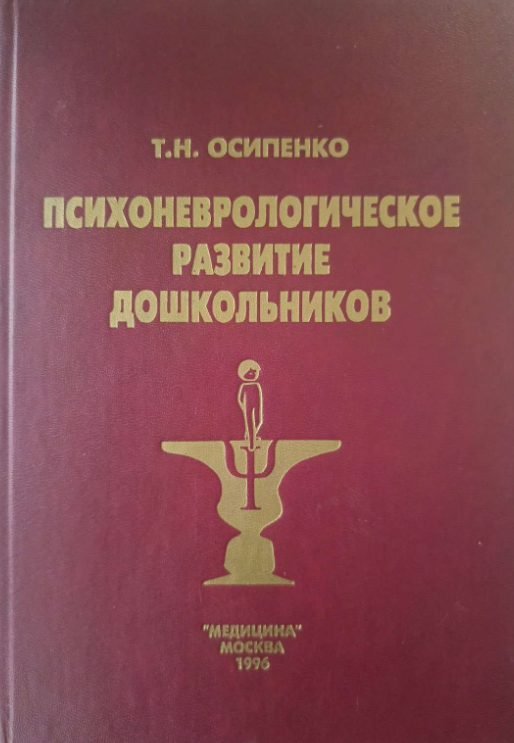 Т.Н. ОСИПЕНКО
ПСИХОНЕВРОЛОГИЧЕСКОЕ
РАЗВИТИЕ
ДОШКОЛЬНИКОВ
Ψ
"МЕДИЦИНА"
МОСКВА
1996